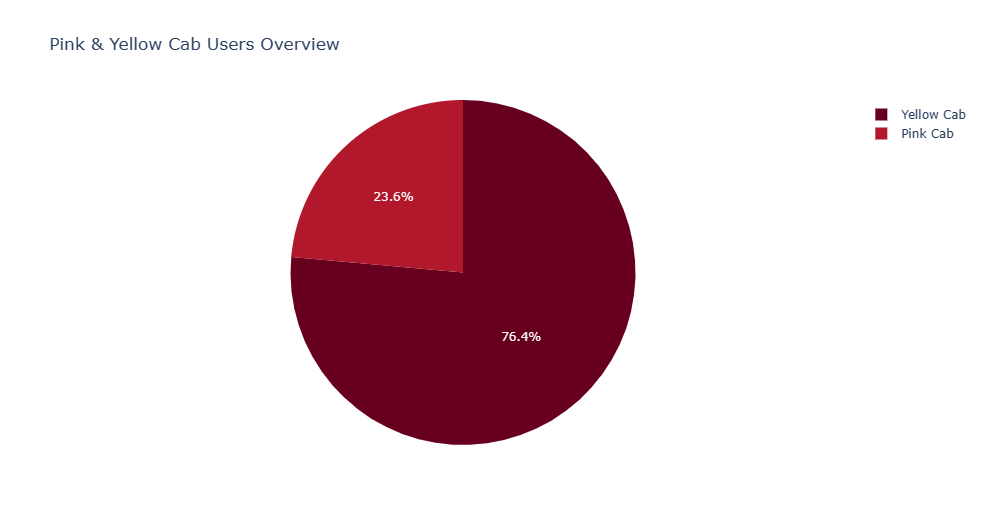 Pink & Yellow Cab Users Overview
Yellow Cab
Pink Cab
23.6%
76.4%